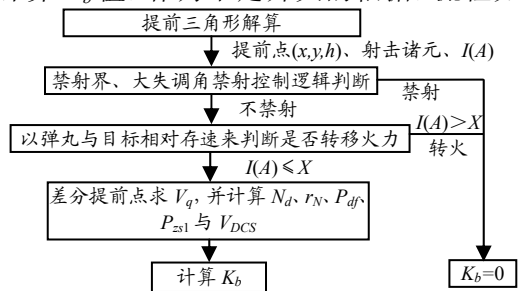 提前三角形解算
提前点(x,y,h)、射击诸元、I(A)
禁射界、大失调角禁射控制逻辑判断
不禁射
禁射
以弹丸与目标相对存速来判断是否转移火力
I(A)＞X
转火
I(A)≤X
差分提前点求 Vq, 并计算 Nd、rN、Pdf、
Pzs1 与 VDCS
计算 Kb
Kb=0